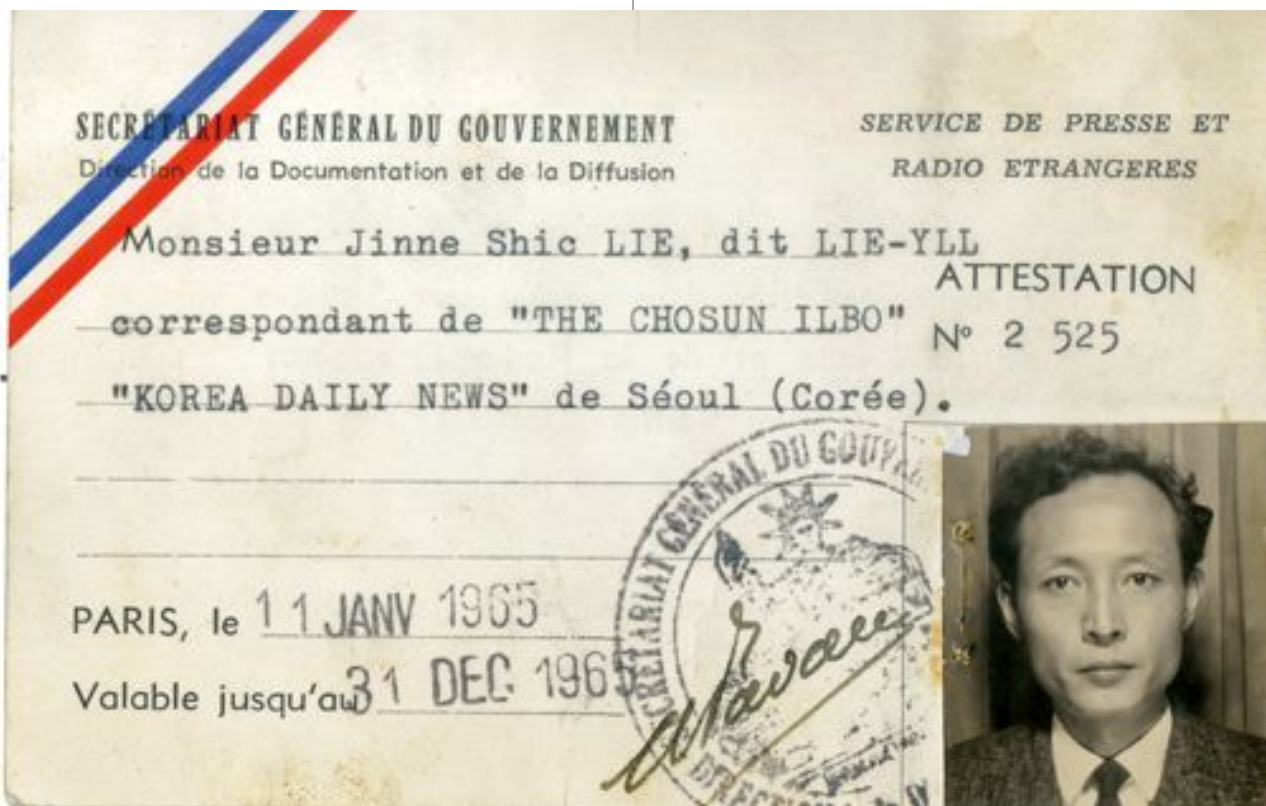 SECRÉTARIAT GÉNÉRAL DU GOUVERNEMENT
Direction de la Documentation et de la Diffusion
SERVICE DE PRESSE ET
RADIO ETRANGERES
Monsieur Jinne Shic LIE, dit LIE-YLL
correspondant de "THE CHOSUN ILBO"
"KOREA DAILY NEWS" de Séoul (Corée).
ATTESTATION
Nº 2 525
PARIS, le 11 JANV 1965
Valable jusqu'au 31 DEC 1965
GÉNÉRAL DU